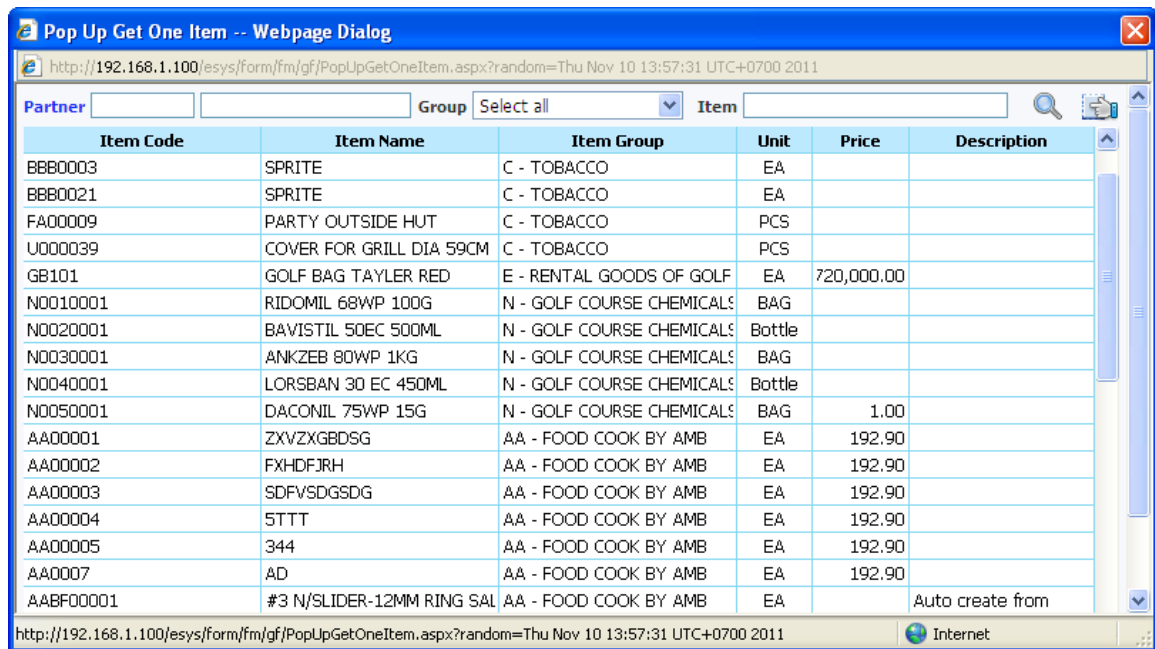 Pop Up Get One Item -- Webpage Dialog
http://192.168.1.100/esys/form/fm/gf/PopUpGetOneItem.aspx?random=Thu Nov 10 13:57:31 UTC+0700 2011
Partner Group Select all Item
Item Code Item Name Item Group Unit Price Description
BBB0003 SPRITE C - TOBACCO EA
BBB0021 SPRITE C - TOBACCO EA
FA00009 PARTY OUTSIDE HUT C - TOBACCO PCS
U000039 COVER FOR GRILL DIA 59CM C - TOBACCO PCS
GB101 GOLF BAG TAYLER RED E - RENTAL GOODS OF GOLF EA 720,000.00
N0010001 RIDOMIL 68WP 100G N - GOLF COURSE CHEMICALS BAG
N0020001 BAVISTIL 50EC 500ML N - GOLF COURSE CHEMICALS Bottle
N0030001 ANKZEB 80WP 1KG N - GOLF COURSE CHEMICALS BAG
N0040001 LORSBAN 30 EC 450ML N - GOLF COURSE CHEMICALS Bottle
N0050001 DACONIL 75WP 15G N - GOLF COURSE CHEMICALS BAG 1.00
AA00001 ZXVZXGBDSG AA - FOOD COOK BY AMB EA 192.90
AA00002 FXHDFJRH AA - FOOD COOK BY AMB EA 192.90
AA00003 SDFVSDGSDG AA - FOOD COOK BY AMB EA 192.90
AA00004 5TTT AA - FOOD COOK BY AMB EA 192.90
AA00005 344 AA - FOOD COOK BY AMB EA 192.90
AA0007 AD AA - FOOD COOK BY AMB EA 192.90
AABF00001 #3 N/SLIDER-12MM RING SAL AA - FOOD COOK BY AMB EA Auto create from
http://192.168.1.100/esys/form/fm/gf/PopUpGetOneItem.aspx?random=Thu Nov 10 13:57:31 UTC+0700 2011 Internet